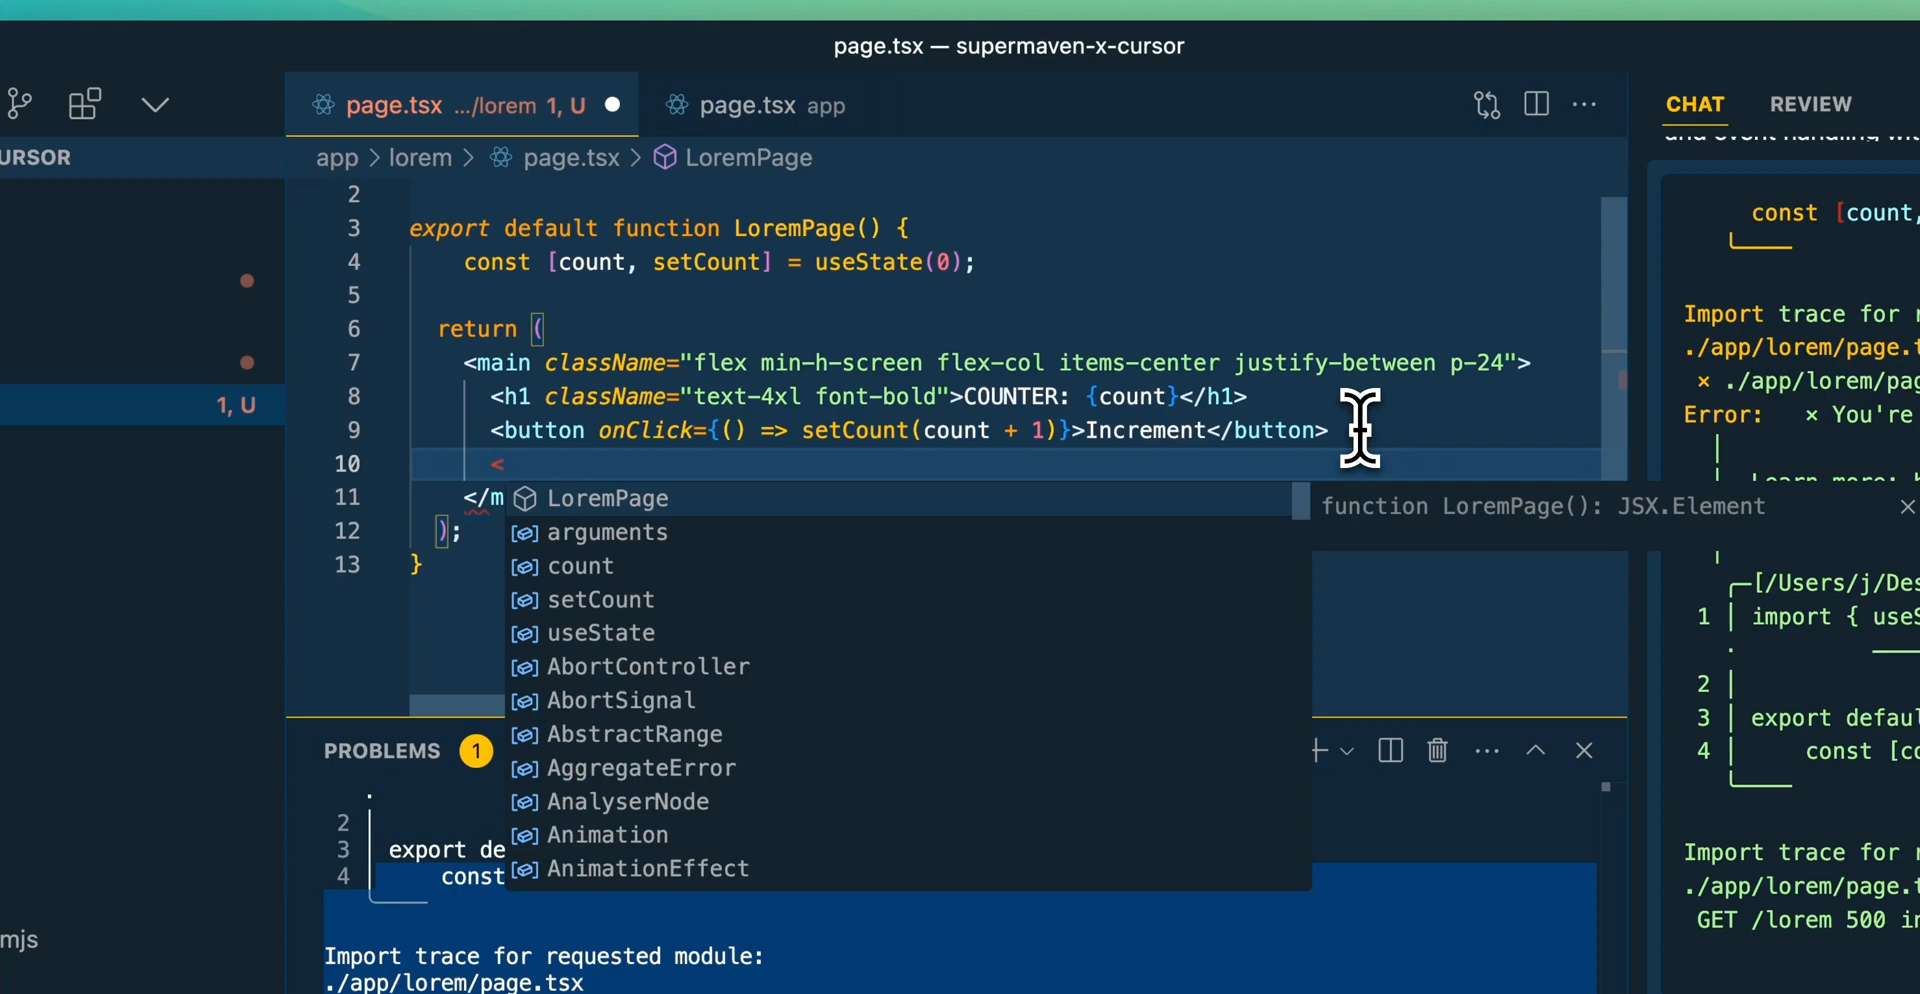 page.tsx — supermaven-x-cursor
page.tsx .../lorem 1, U
page.tsx app
CHAT REVIEW
URSOR
app > lorem > page.tsx > LoremPage
2
3 export default function LoremPage() {
4 const [count, setCount] = useState(0);
5
6 return (
7 <main className="flex min-h-screen flex-col items-center justify-between p-24">
8 <h1 className="text-4xl font-bold">COUNTER: {count}</h1>
9 <button onClick={() => setCount(count + 1)}>Increment</button>
10 <
11 </m
12 );
13 }
1, U
LoremPage
arguments
count
setCount
useState
AbortController
AbortSignal
AbstractRange
AggregateError
AnalyserNode
Animation
AnimationEffect
function LoremPage(): JSX.Element
PROBLEMS 1
2
3 export de
4 const
Import trace for requested module:
./app/lorem/page.tsx
mjs
const [count,
Import trace for r
./app/lorem/page.t
× ./app/lorem/pag
Error: × You're
[/Users/j/Des
1 import { useS
2
3 export defaul
4 const [co
Import trace for r
./app/lorem/page.t
GET /lorem 500 in